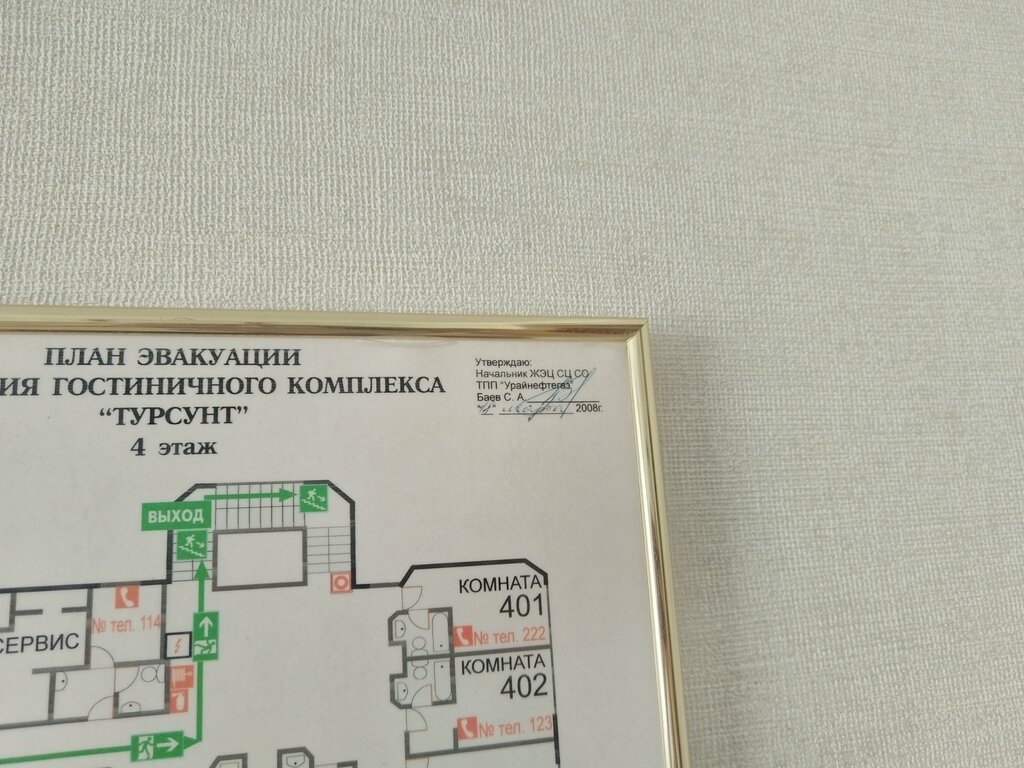 ПЛАН ЭВАКУАЦИИ
ИЯ ГОСТИНИЧНОГО КОМПЛЕКСА
“ТУРСУНТ”
4 этаж
Утверждаю:
Начальник ЖЭЦ СЦ СО
ТПП "Урайнефтегаз"
Баев С. А.
2008г.
ВЫХОД
КОМНАТА
401
№ тел. 222
№ тел. 114
СЕРВИС
КОМНАТА
402
№ тел. 123